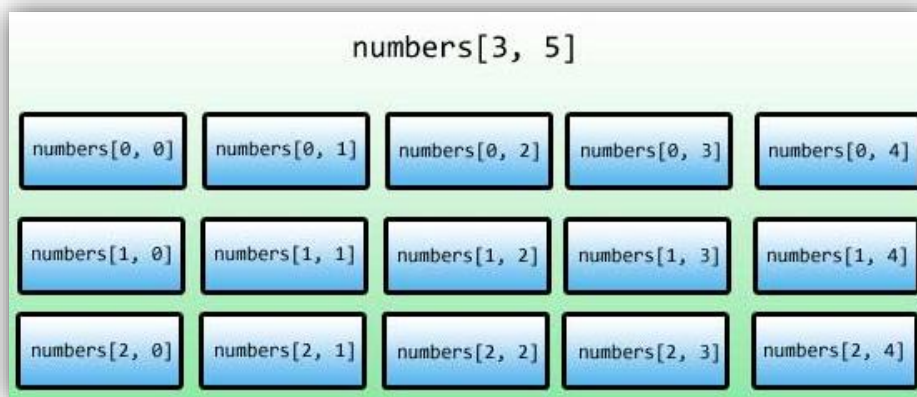 numbers[3, 5]
numbers[0, 0] numbers[0, 1] numbers[0, 2] numbers[0, 3] numbers[0, 4]
numbers[1, 0] numbers[1, 1] numbers[1, 2] numbers[1, 3] numbers[1, 4]
numbers[2, 0] numbers[2, 1] numbers[2, 2] numbers[2, 3] numbers[2, 4]